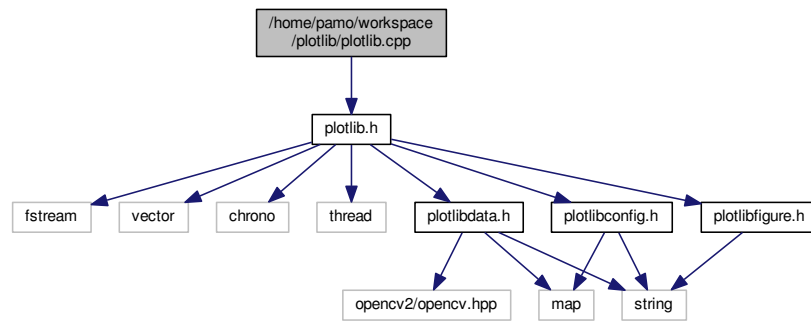 /home/pamo/workspace
/plotlib/plotlib.cpp
plotlib.h
fstream
vector
chrono
thread
plotlibdata.h
plotlibconfig.h
plotlibfigure.h
opencv2/opencv.hpp
map
string